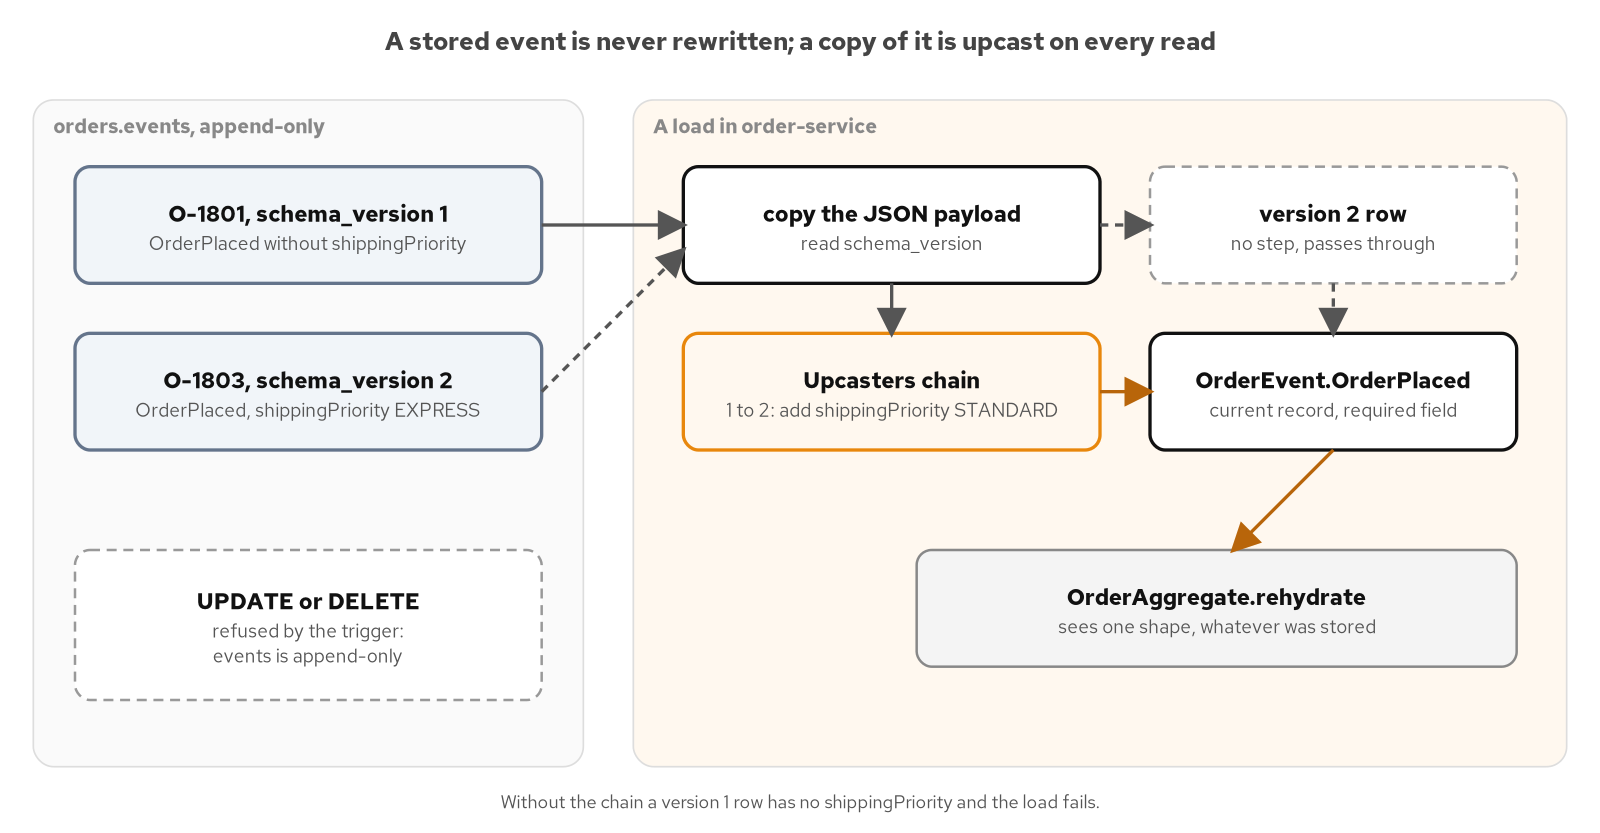 A stored event is never rewritten; a copy of it is upcast on every read
orders.events, append-only
O-1801, schema_version 1
OrderPlaced without shippingPriority
O-1803, schema_version 2
OrderPlaced, shippingPriority EXPRESS
UPDATE or DELETE
refused by the trigger:
events is append-only
A load in order-service
copy the JSON payload
read schema_version
version 2 row
no step, passes through
Upcasters chain
1 to 2: add shippingPriority STANDARD
OrderEvent.OrderPlaced
current record, required field
OrderAggregate.rehydrate
sees one shape, whatever was stored
Without the chain a version 1 row has no shippingPriority and the load fails.